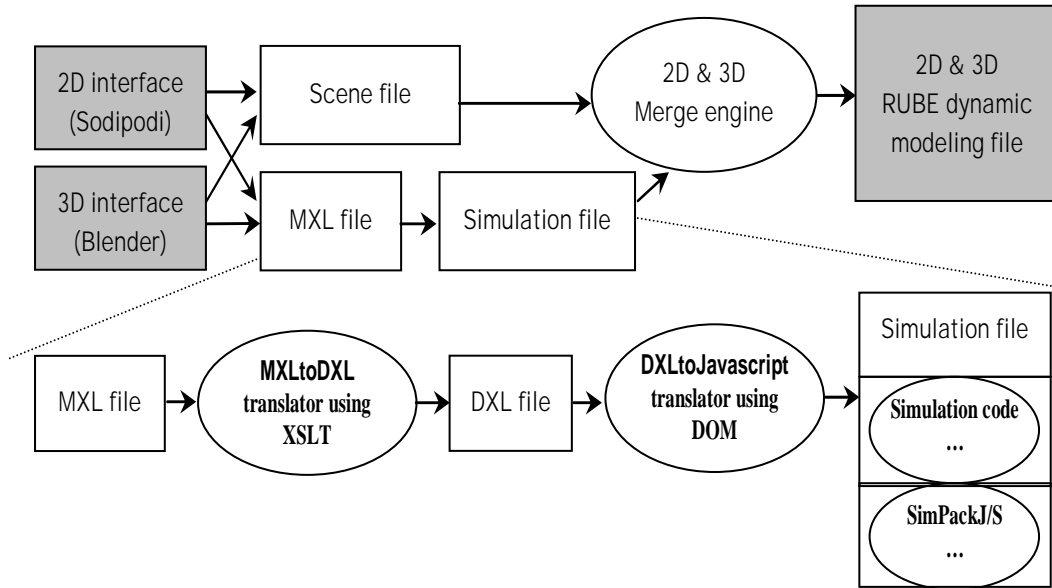 2D interface
(Sodipodi)
Scene file
2D & 3D
Merge engine
2D & 3D
RUBE dynamic
modeling file
3D interface
(Blender)
MXL file
Simulation file
MXL file
MXLtoDXL
translator using
XSLT
DXL file
DXLtoJavascript
translator using
DOM
Simulation file
Simulation code
...
SimPackJ/S
...